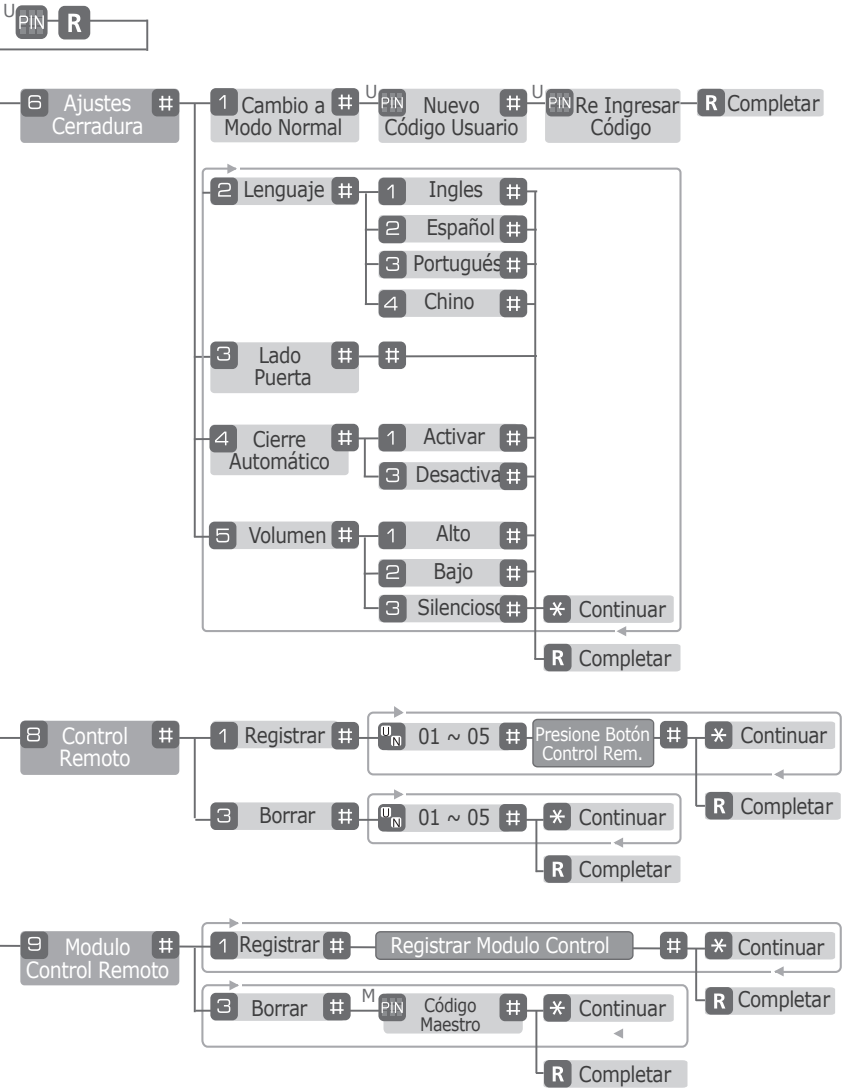 U PIN R
6 Ajustes # 1 Cambio a # U PIN Nuevo # U PIN Re Ingresar R Completar
Cerradura Modo Normal Código Usuario Código
2 Lenguaje # 1 Ingles #
2 Español #
3 Portugués #
4 Chino #
3 Lado # #
Puerta
4 Cierre # 1 Activar #
Automático
3 Desactiva #
5 Volumen # 1 Alto #
2 Bajo #
3 Silencioso # * Continuar
R Completar
8 Control # 1 Registrar # UN 01 ~ 05 # Presione Botón # * Continuar
Remoto Control Rem.
R Completar
3 Borrar # UN 01 ~ 05 # * Continuar
R Completar
9 Modulo # 1 Registrar # Registrar Modulo Control # * Continuar
Control Remoto
R Completar
3 Borrar # M PIN Código # * Continuar
Maestro
R Completar